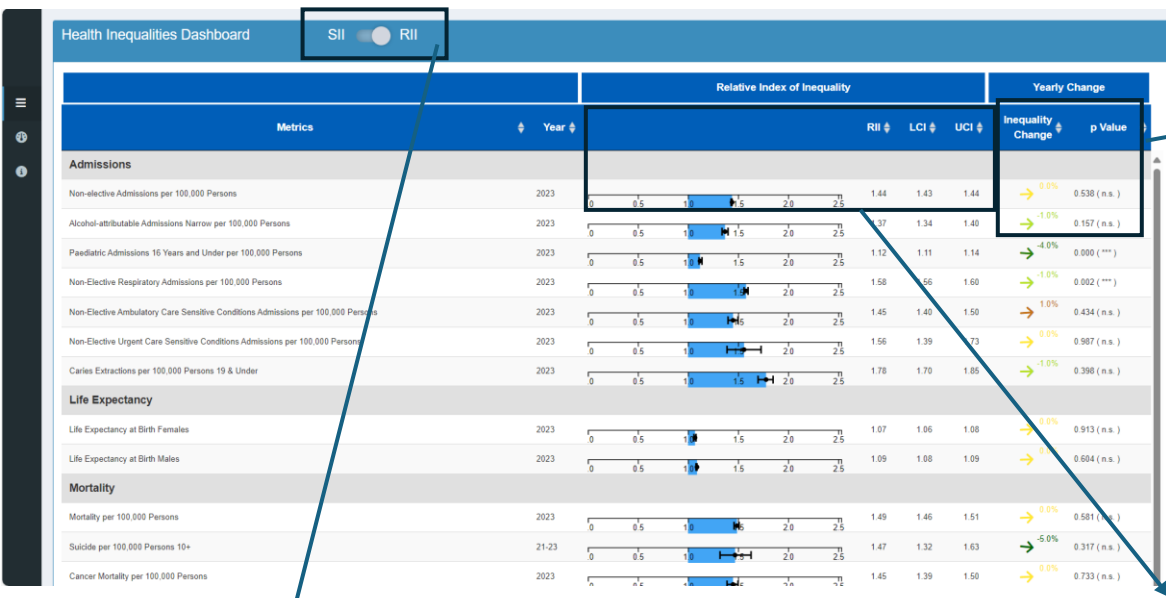 Health Inequalities Dashboard SII RII
Relative Index of Inequality Yearly Change
Metrics Year RII LCI UCI Inequality Change p Value
Admissions
Non-elective Admissions per 100,000 Persons 2023 .0 0.5 1.0 1.5 2.0 2.5 1.44 1.43 1.44 0.0% 0.538 ( n.s. )
Alcohol-attributable Admissions Narrow per 100,000 Persons 2023 .0 0.5 1.0 1.5 2.0 2.5 1.37 1.34 1.40 -1.0% 0.157 ( n.s. )
Paediatric Admissions 16 Years and Under per 100,000 Persons 2023 .0 0.5 1.0 1.5 2.0 2.5 1.12 1.11 1.14 -4.0% 0.000 ( *** )
Non-Elective Respiratory Admissions per 100,000 Persons 2023 .0 0.5 1.0 1.5 2.0 2.5 1.58 1.56 1.60 -1.0% 0.002 ( *** )
Non-Elective Ambulatory Care Sensitive Conditions Admissions per 100,000 Persons 2023 .0 0.5 1.0 1.5 2.0 2.5 1.45 1.40 1.50 1.0% 0.434 ( n.s. )
Non-Elective Urgent Care Sensitive Conditions Admissions per 100,000 Persons 2023 .0 0.5 1.0 1.5 2.0 2.5 1.56 1.39 1.73 0.0% 0.987 ( n.s. )
Caries Extractions per 100,000 Persons 19 & Under 2023 .0 0.5 1.0 1.5 2.0 2.5 1.78 1.70 1.85 -1.0% 0.398 ( n.s. )
Life Expectancy
Life Expectancy at Birth Females 2023 .0 0.5 1.0 1.5 2.0 2.5 1.07 1.06 1.08 0.0% 0.913 ( n.s. )
Life Expectancy at Birth Males 2023 .0 0.5 1.0 1.5 2.0 2.5 1.09 1.08 1.09 0.604 ( n.s. )
Mortality
Mortality per 100,000 Persons 2023 .0 0.5 1.0 1.5 2.0 2.5 1.49 1.46 1.51 0.0% 0.581 ( n.s. )
Suicide per 100,000 Persons 10+ 21-23 .0 0.5 1.0 1.5 2.0 2.5 1.47 1.32 1.63 -5.0% 0.317 ( n.s. )
Cancer Mortality per 100,000 Persons 2023 1.45 1.39 1.50 0.0% 0.733 ( n.s. )